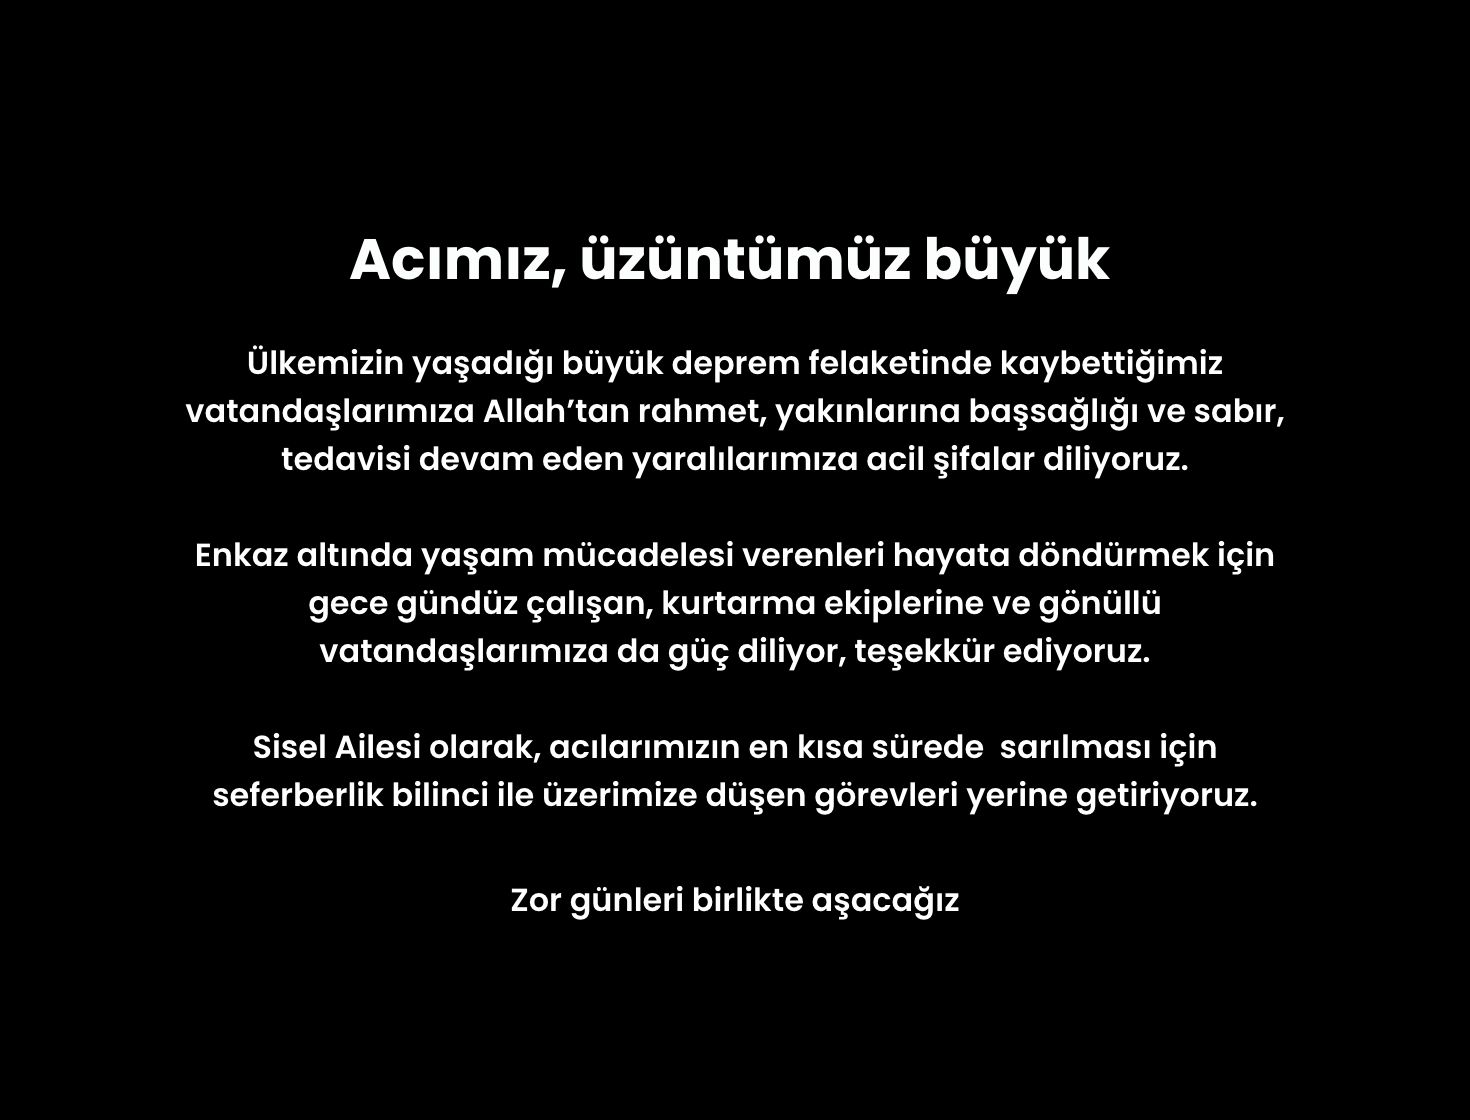 Acımız, üzüntümüz büyük
Ülkemizin yaşadığı büyük deprem felaketinde kaybettiğimiz
vatandaşlarımıza Allah’tan rahmet, yakınlarına başsağlığı ve sabır,
tedavisi devam eden yaralılarımıza acil şifalar diliyoruz.
Enkaz altında yaşam mücadelesi verenleri hayata döndürmek için
gece gündüz çalışan, kurtarma ekiplerine ve gönüllü
vatandaşlarımıza da güç diliyor, teşekkür ediyoruz.
Sisel Ailesi olarak, acılarımızın en kısa sürede  sarılması için
seferberlik bilinci ile üzerimize düşen görevleri yerine getiriyoruz.
Zor günleri birlikte aşacağız